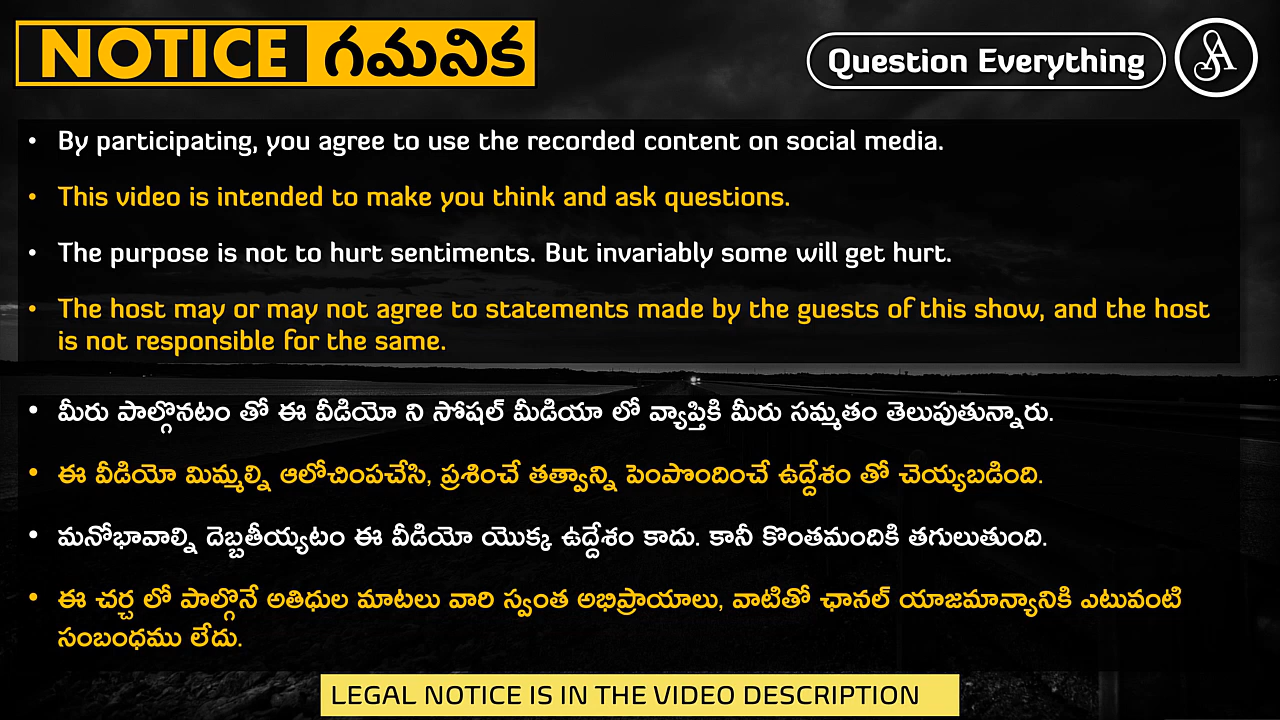 NOTICE గమనిక
Question Everything
• By participating, you agree to use the recorded content on social media.
• This video is intended to make you think and ask questions.
• The purpose is not to hurt sentiments. But invariably some will get hurt.
• The host may or may not agree to statements made by the guests of this show, and the host
is not responsible for the same.
• మీరు పాల్గొనటం తో ఈ వీడియో ని సోషల్ మీడియా లో వ్యాప్తికి మీరు సమ్మతం తెలుపుతున్నారు.
• ఈ వీడియో మిమ్మల్ని ఆలోచింపచేసి, ప్రశించే తత్వాన్ని పెంపొందించే ఉద్దేశం తో చెయ్యబడింది.
• మనోభావాల్ని దెబ్బతీయ్యటం ఈ వీడియో యొక్క ఉద్దేశం కాదు. కానీ కొంతమందికి తగులుతుంది.
• ఈ చర్చ లో పాల్గొనే అతిధుల మాటలు వారి స్వంత అభిప్రాయాలు, వాటితో ఛానల్ యాజమాన్యానికి ఎటువంటి
సంబంధము లేదు.
LEGAL NOTICE IS IN THE VIDEO DESCRIPTION